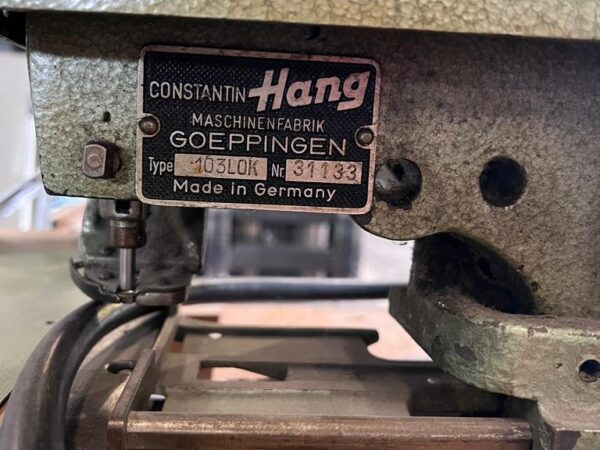 CONSTANTIN Hang
MASCHINENFABRIK
GOEPPINGEN
Type 103LOK Nr. 31133
Made in Germany